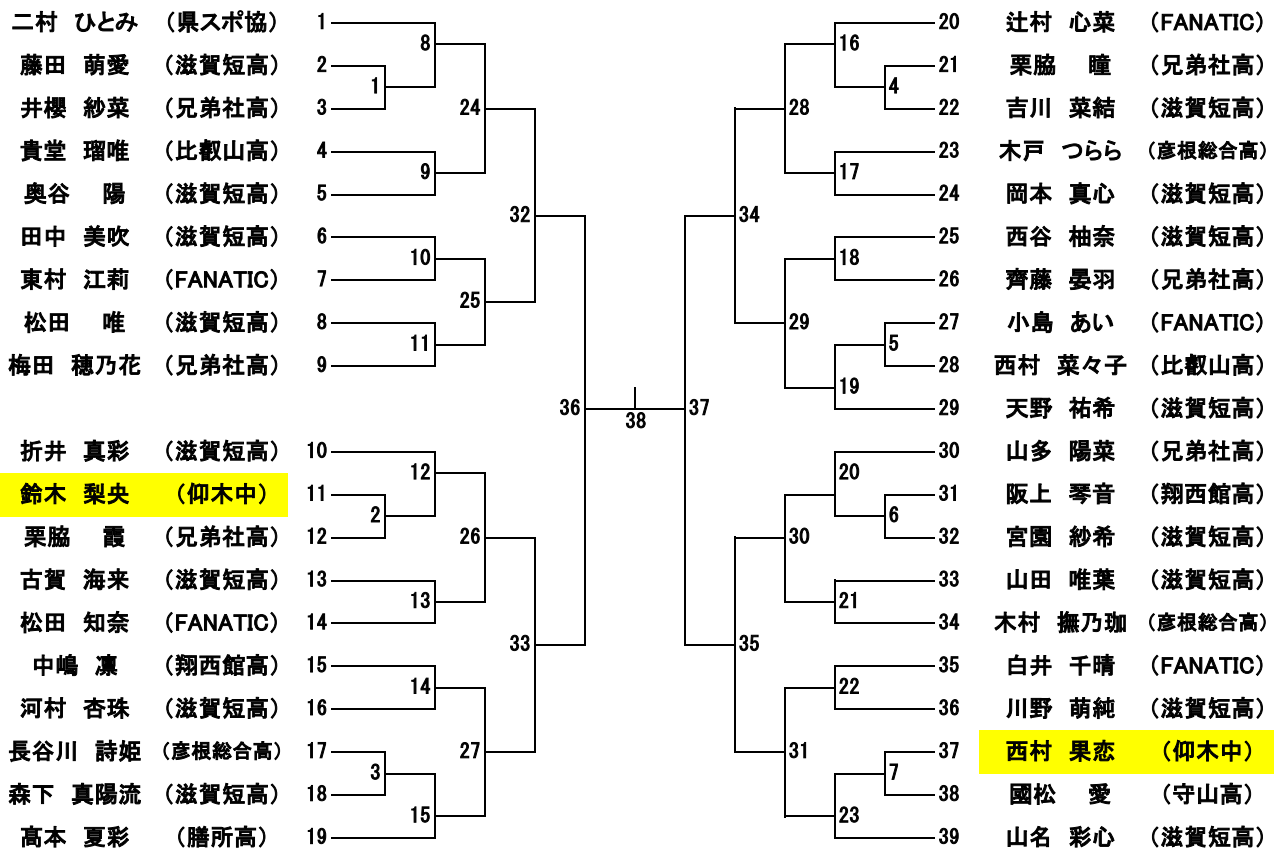 二村 ひとみ （県スポ協） 1
藤田 萌愛 （滋賀短高） 2
井櫻 紗菜 （兄弟社高） 3
貴堂 瑠唯 （比叡山高） 4
奥谷 陽 （滋賀短高） 5
田中 美吹 （滋賀短高） 6
東村 江莉 （FANATIC） 7
松田 唯 （滋賀短高） 8
梅田 穂乃花 （兄弟社高） 9
折井 真彩 （滋賀短高） 10
鈴木 梨央 （仰木中） 11
栗脇 霞 （兄弟社高） 12
古賀 海来 （滋賀短高） 13
松田 知奈 （FANATIC） 14
中嶋 凜 （翔西館高） 15
河村 杏珠 （滋賀短高） 16
長谷川 詩姫 （彦根総合高） 17
森下 真陽流 （滋賀短高） 18
髙本 夏彩 （膳所高） 19
8
1
24
9
32
10
25
11
36
12
2
26
13
33
14
27
3
15
38
16
4
28
17
34
18
29
5
19
37
20
6
30
21
35
22
31
7
23
20 辻村 心菜 （FANATIC）
21 栗脇 瞳 （兄弟社高）
22 吉川 菜結 （滋賀短高）
23 木戸 つらら （彦根総合高）
24 岡本 真心 （滋賀短高）
25 西谷 柚奈 （滋賀短高）
26 齊藤 晏羽 （兄弟社高）
27 小島 あい （FANATIC）
28 西村 菜々子 （比叡山高）
29 天野 祐希 （滋賀短高）
30 山多 陽菜 （兄弟社高）
31 阪上 琴音 （翔西館高）
32 宮園 紗希 （滋賀短高）
33 山田 唯葉 （滋賀短高）
34 木村 撫乃珈 （彦根総合高）
35 白井 千晴 （FANATIC）
36 川野 萌純 （滋賀短高）
37 西村 果恋 （仰木中）
38 國松 愛 （守山高）
39 山名 彩心 （滋賀短高）